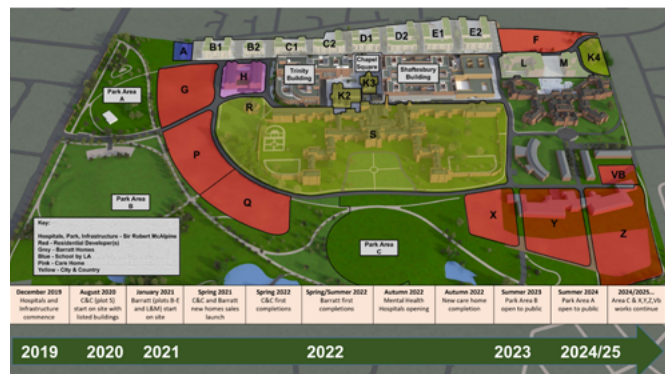 A
B1
B2
C1
C2
D1
D2
E1
E2
F
K4
L
M
G
H
Trinity
Building
Chapel
Square
K3
K2
Shaftesbury
Building
Park Area
A
R
S
P
Q
Park Area
B
Park Area
C
VB
X
Y
Z
Key:
Hospitals, Park, Infrastructure - Sir Robert McAlpine
Red - Residential Developer(s)
Grey - Barratt Homes
Blue - School by LA
Pink - Care Home
Yellow - City & Country
December 2019
Hospitals and
Infrastructure
commence
August 2020
C&C (plot S)
start on site with
listed buildings
January 2021
Barratt (plots B-E
and L&M) start
on site
Spring 2021
C&C and Barratt
new homes sales
launch
Spring 2022
C&C first
completions
Spring/Summer 2022
Barratt first
completions
Autumn 2022
Mental Health
Hospitals opening
Autumn 2022
New care home
completion
Summer 2023
Park Area B
open to public
Summer 2024
Park Area A
open to public
2024/2025...
Area C & X,Y,Z,Vb
works continue
2019
2020
2021
2022
2023
2024/25